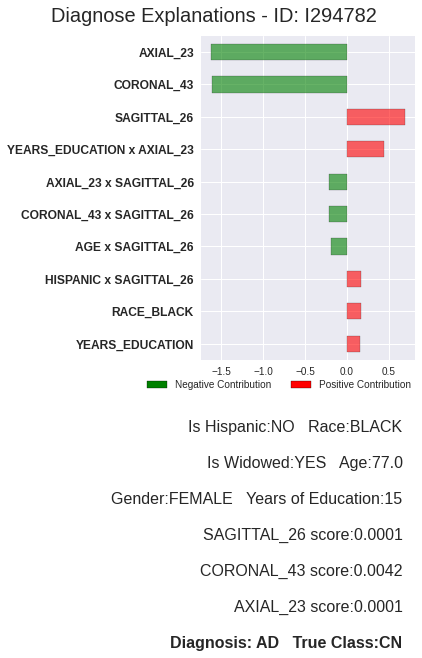 Diagnose Explanations - ID: I294782
AXIAL_23
CORONAL_43
SAGITTAL_26
YEARS_EDUCATION x AXIAL_23
AXIAL_23 x SAGITTAL_26
CORONAL_43 x SAGITTAL_26
AGE x SAGITTAL_26
HISPANIC x SAGITTAL_26
RACE_BLACK
YEARS_EDUCATION
−1.5 −1.0 −0.5 0.0 0.5
Negative Contribution Positive Contribution
Is Hispanic:NO Race:BLACK
Is Widowed:YES Age:77.0
Gender:FEMALE Years of Education:15
SAGITTAL_26 score:0.0001
CORONAL_43 score:0.0042
AXIAL_23 score:0.0001
Diagnosis: AD True Class:CN